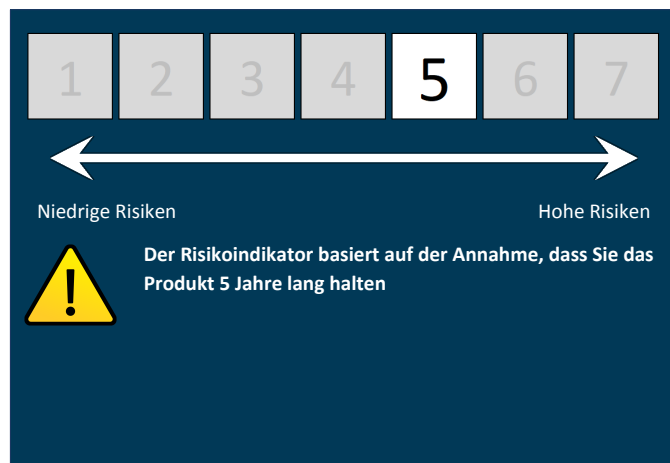 1 2 3 4 5 6 7
Niedrige Risiken Hohe Risiken
Der Risikoindikator basiert auf der Annahme, dass Sie das
Produkt 5 Jahre lang halten